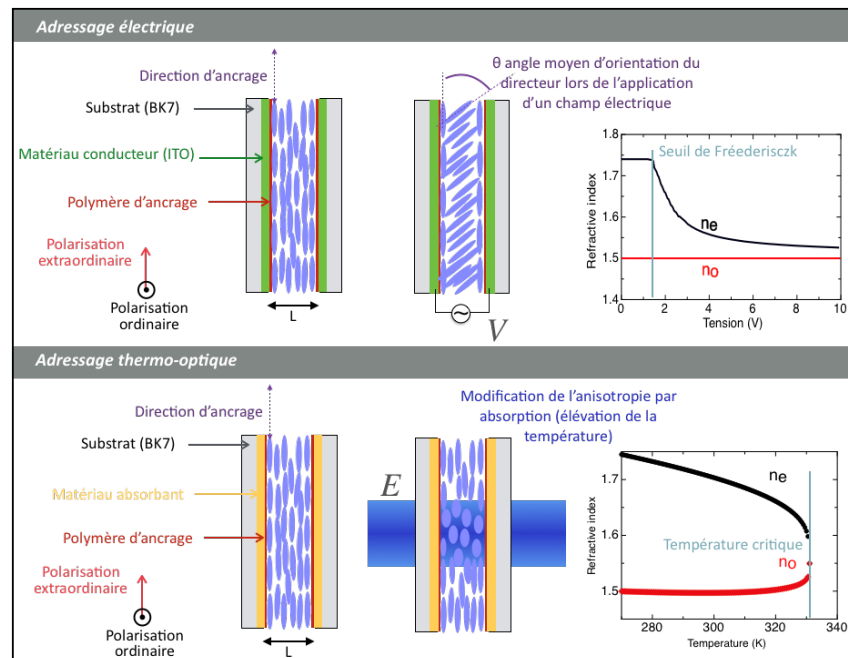 Adressage électrique
Direction d'ancrage
Substrat (BK7)
Matériau conducteur (ITO)
Polymère d'ancrage
Polarisation
extraordinaire
Polarisation
ordinaire
L
θ angle moyen d'orientation du
directeur lors de l'application
d'un champ électrique
V
Seuil de Fréederisczk
Refractive index
1.7
1.6
1.5
1.4
ne
no
0 2 4 6 8 10
Tension (V)
Adressage thermo-optique
Direction d'ancrage
Substrat (BK7)
Matériau absorbant
Polymère d'ancrage
Polarisation
extraordinaire
Polarisation
ordinaire
L
Modification de l'anisotropie par
absorption (élévation de la
température)
E
Refractive index
1.7
1.6
1.5
ne
Température critique
no
280 300 320 340
Temperature (K)